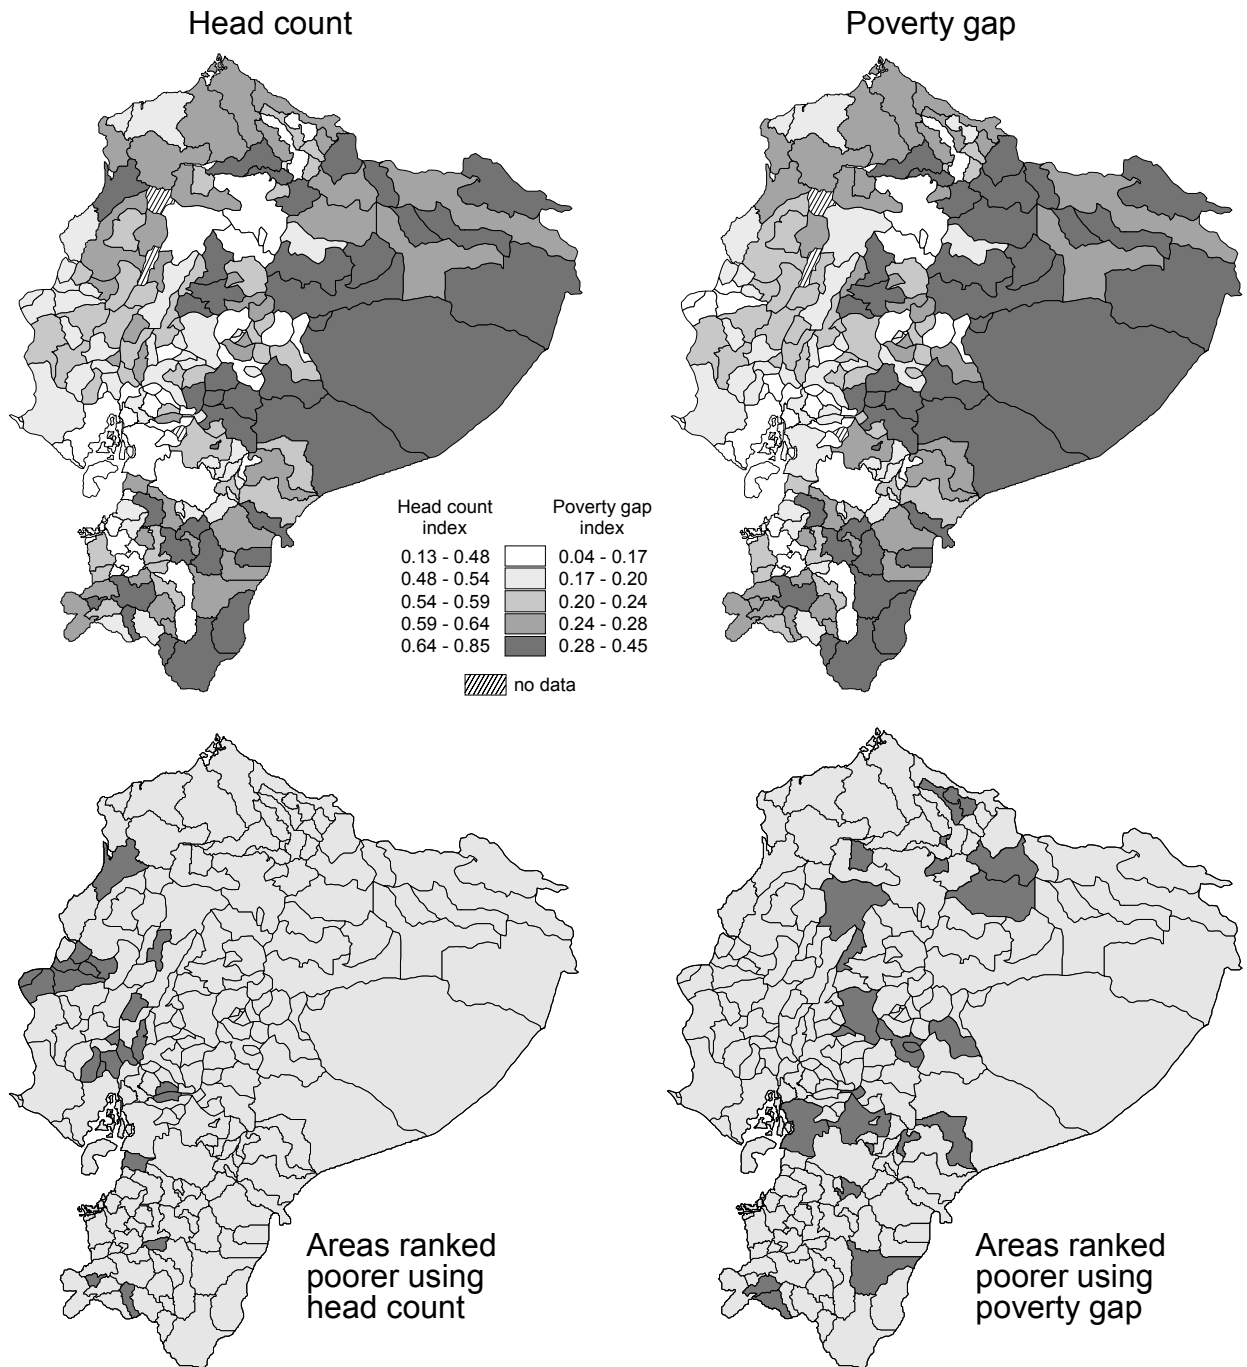 Head count
Poverty gap
Head count
index
Poverty gap
index
0.13 - 0.48
0.04 - 0.17
0.48 - 0.54
0.17 - 0.20
0.54 - 0.59
0.20 - 0.24
0.59 - 0.64
0.24 - 0.28
0.64 - 0.85
0.28 - 0.45
no data
Areas ranked
poorer using
head count
Areas ranked
poorer using
poverty gap